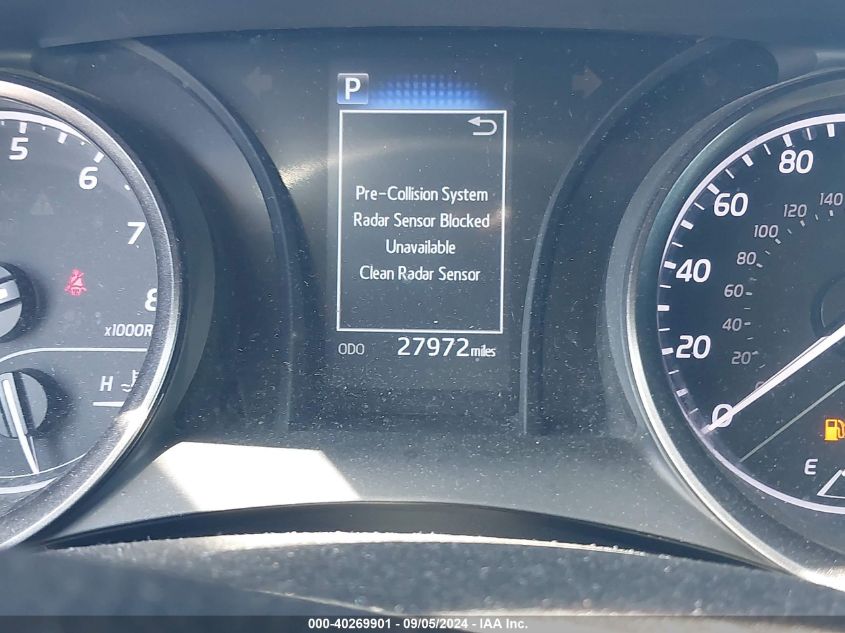 P
Pre-Collision System
Radar Sensor Blocked
Unavailable
Clean Radar Sensor
ODO 27972 miles
5
6
7
8
x1000R
H
80
60
40
20
0
140
120
100
80
60
40
20
E
000-40269901 - 09/05/2024 - IAA Inc.